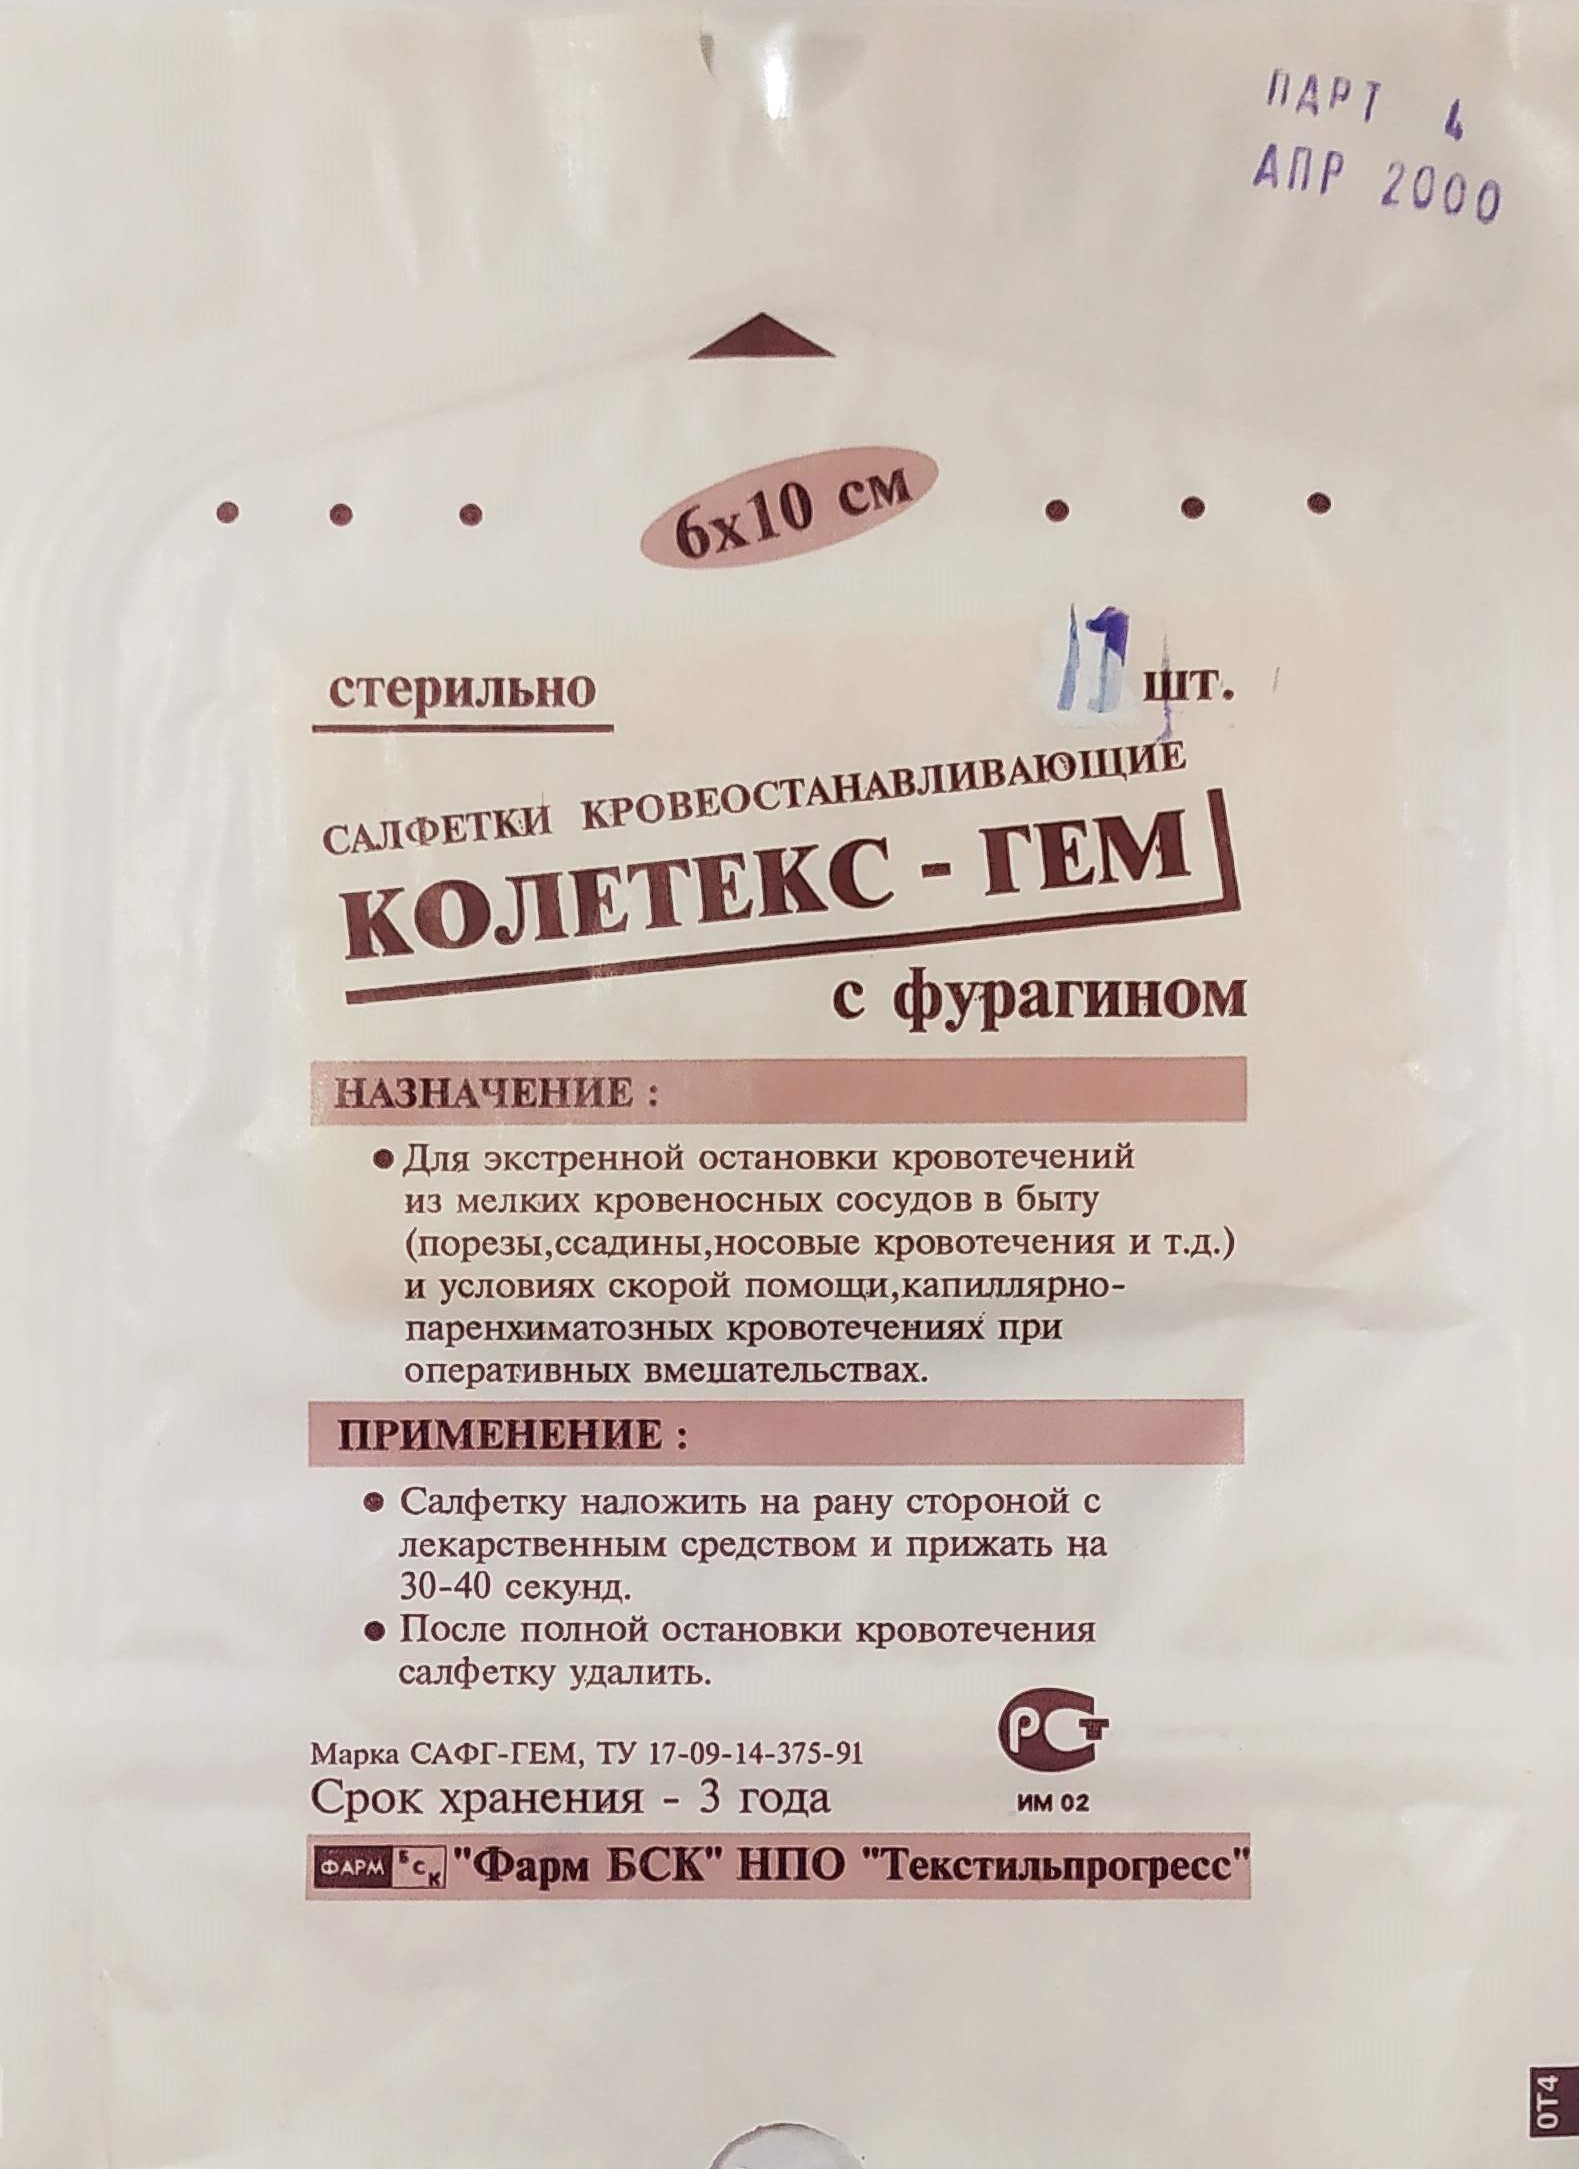 ПАРТ 4
АПР 2000
6х10 см
стерильно
шт.
САЛФЕТКИ КРОВЕОСТАНАВЛИВАЮЩИЕ
КОЛЕТЕКС - ГЕМ
с фурагином
НАЗНАЧЕНИЕ :
● Для экстренной остановки кровотечений
из мелких кровеносных сосудов в быту
(порезы,ссадины,носовые кровотечения и т.д.)
и условиях скорой помощи,капиллярно-
паренхиматозных кровотечениях при
оперативных вмешательствах.
ПРИМЕНЕНИЕ :
● Салфетку наложить на рану стороной с
лекарственным средством и прижать на
30-40 секунд.
● После полной остановки кровотечения
салфетку удалить.
РСТ
Марка САФГ-ГЕМ, ТУ 17-09-14-375-91
Срок хранения - 3 года
ИМ 02
ФАРМ БСК "Фарм БСК" НПО "Текстильпрогресс"
ОТ4